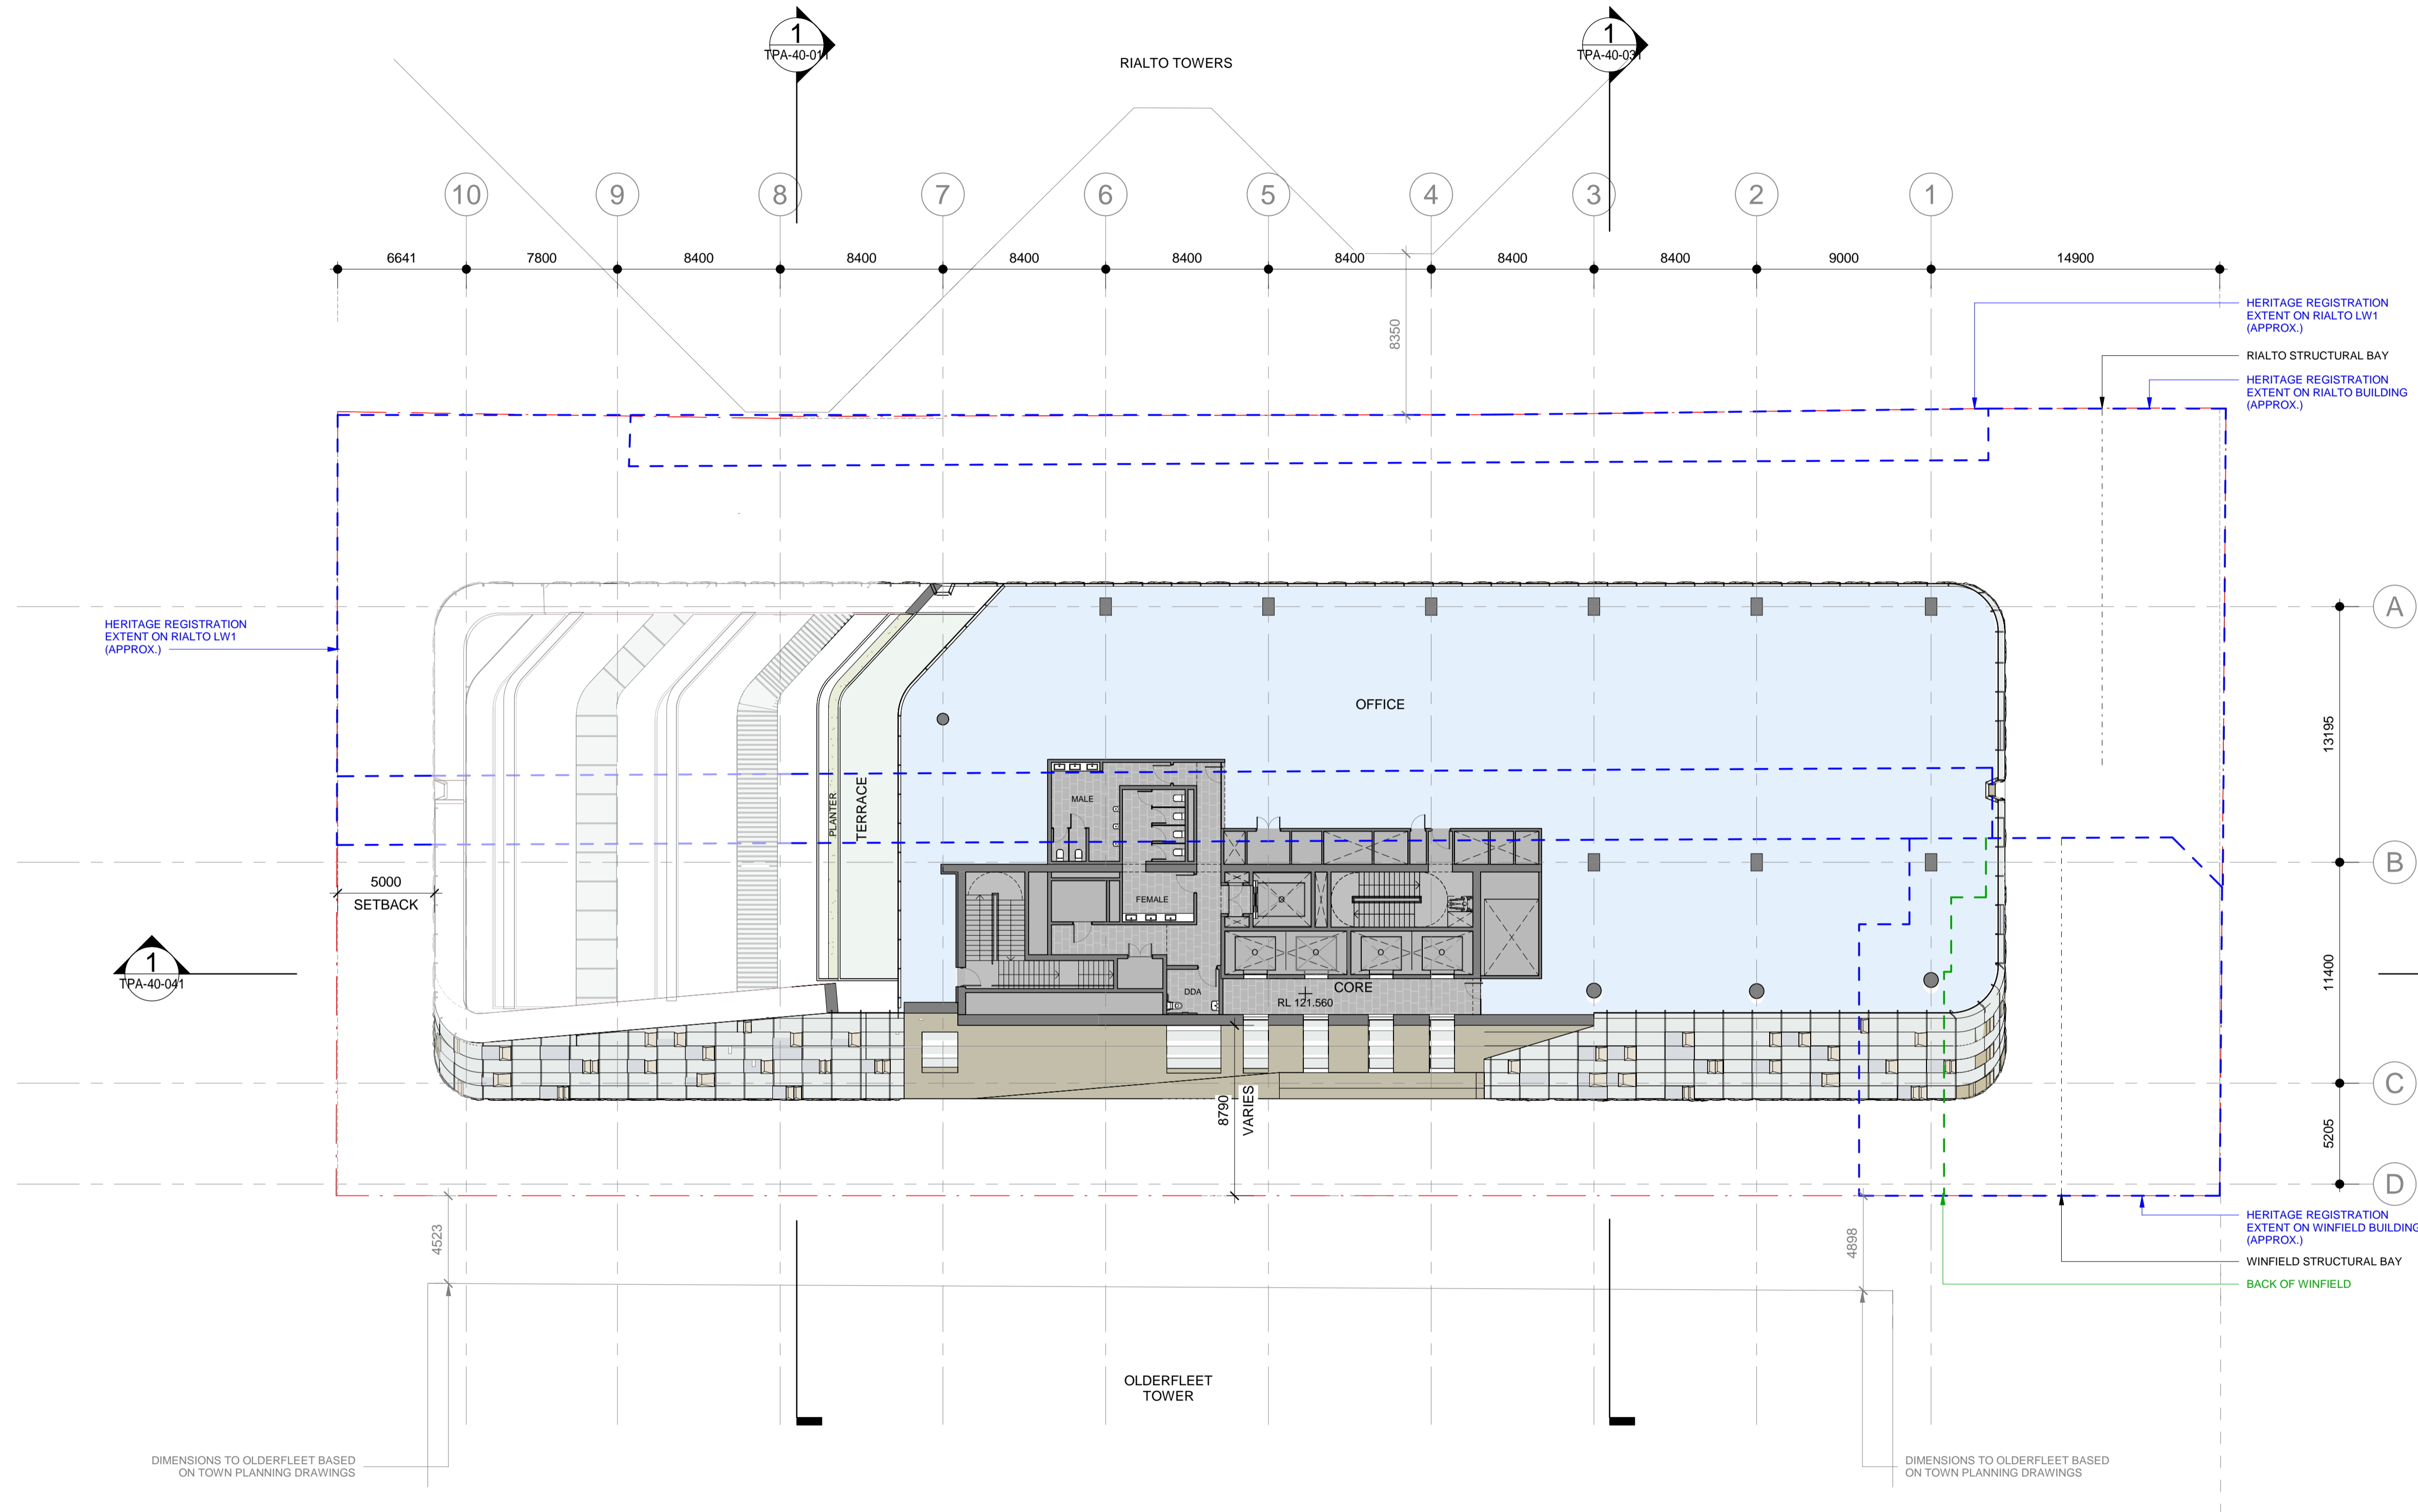 1
TPA-40-011
1
TPA-40-031
RIALTO TOWERS
10
9
8
7
6
5
4
3
2
1
6641
7800
8400
8400
8400
8400
8400
8400
8400
9000
14900
8350
HERITAGE REGISTRATION
EXTENT ON RIALTO LW1
(APPROX.)
RIALTO STRUCTURAL BAY
HERITAGE REGISTRATION
EXTENT ON RIALTO BUILDING
(APPROX.)
HERITAGE REGISTRATION
EXTENT ON RIALTO LW1
(APPROX.)
A
13195
OFFICE
PLANTER
TERRACE
MALE
B
5000
SETBACK
FEMALE
1
TPA-40-041
11400
DDA
CORE
RL 121.560
C
8790
VARIES
5205
D
4523
4898
HERITAGE REGISTRATION
EXTENT ON WINFIELD BUILDING
(APPROX.)
WINFIELD STRUCTURAL BAY
BACK OF WINFIELD
OLDERFLEET
TOWER
DIMENSIONS TO OLDERFLEET BASED
ON TOWN PLANNING DRAWINGS
DIMENSIONS TO OLDERFLEET BASED
ON TOWN PLANNING DRAWINGS